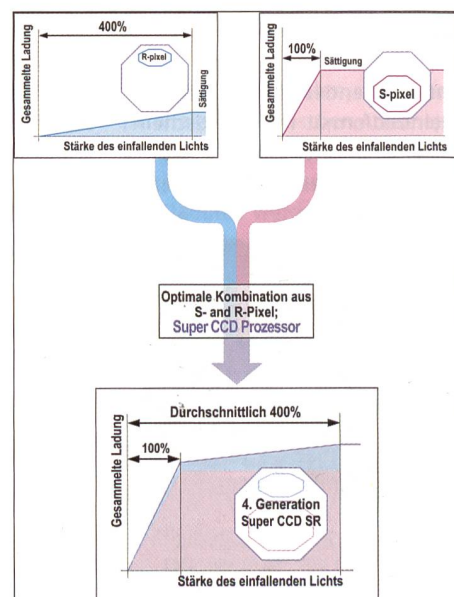 400%
R-pixel
Sättigung
Gesammelte Ladung
Stärke des einfallenden Lichts
100%
Sättigung
S-pixel
Gesammelte Ladung
Stärke des einfallenden Lichts
Optimale Kombination aus
S- and R-Pixel;
Super CCD Prozessor
Durchschnittlich 400%
100%
Gesammelte Ladung
4. Generation
Super CCD SR
Stärke des einfallenden Lichts